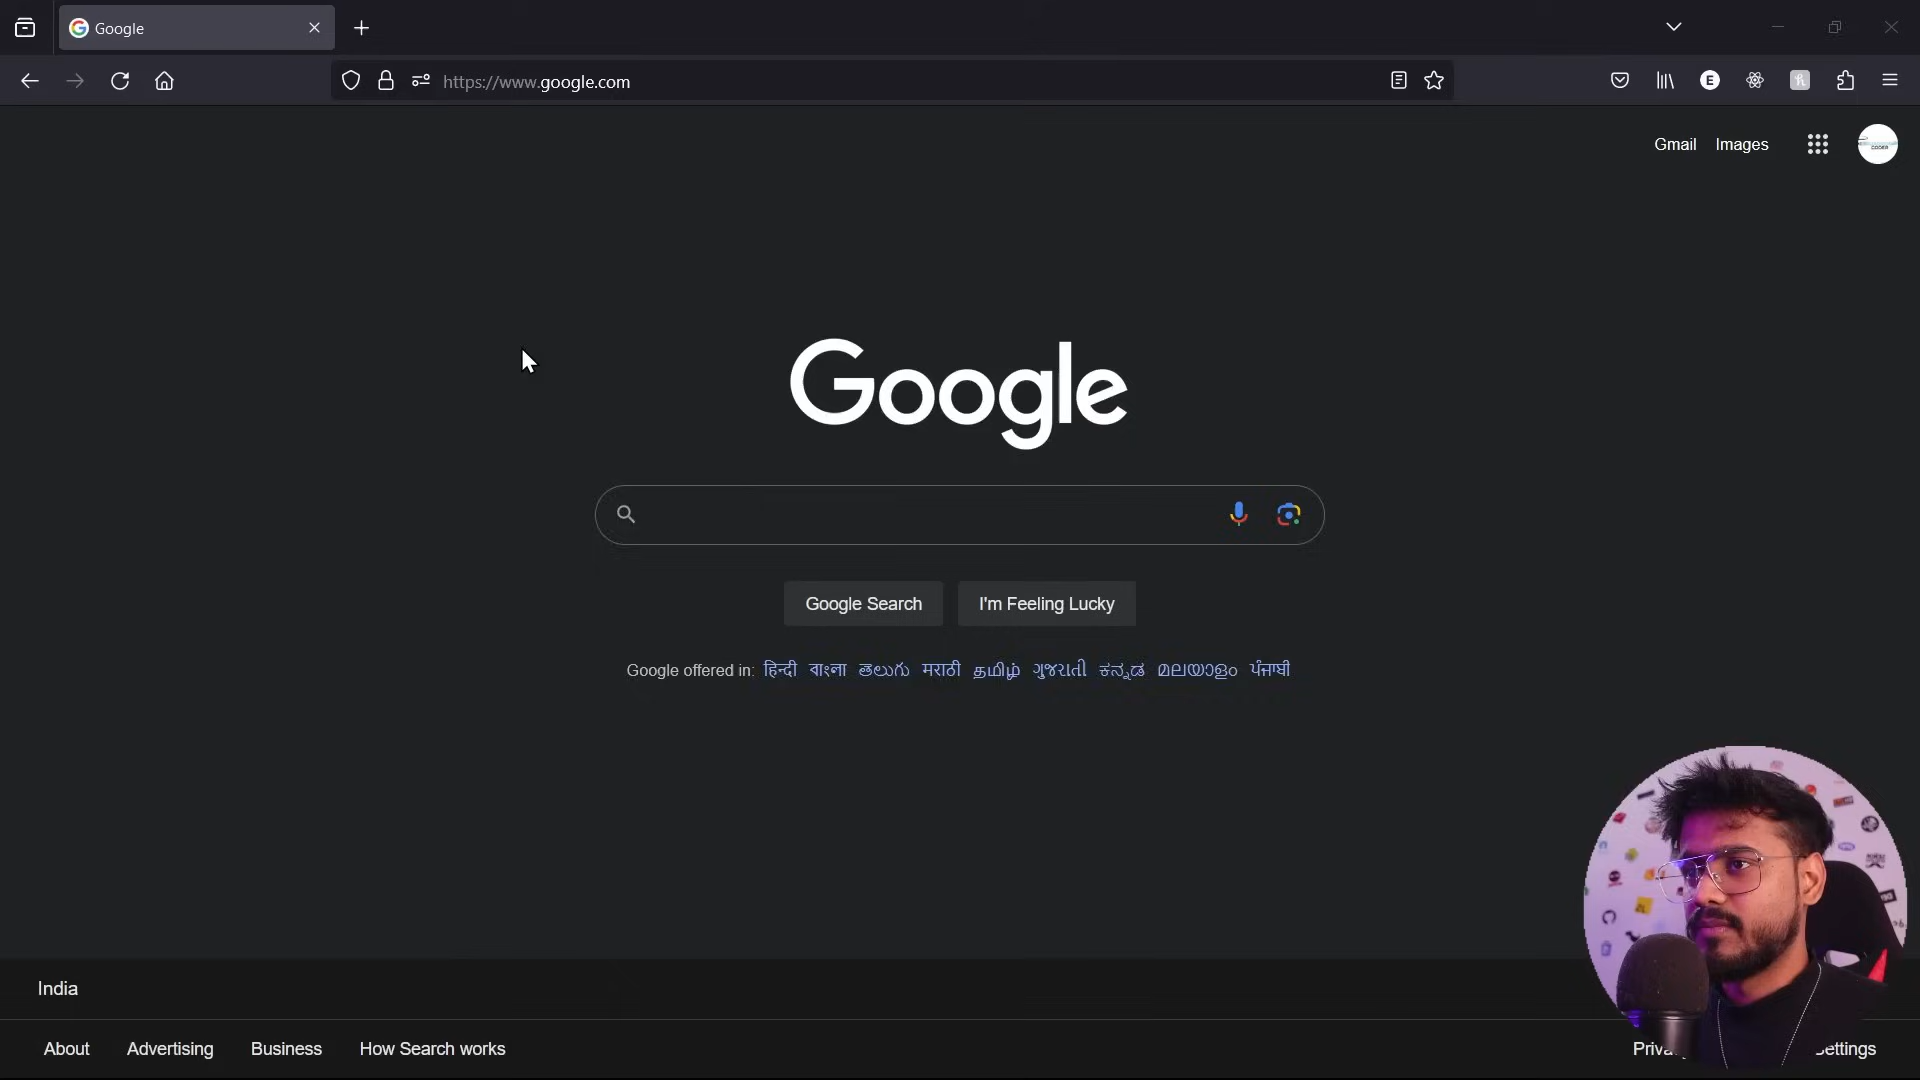 Google
https://www.google.com
E
Gmail Images
Google
Google Search I'm Feeling Lucky
Google offered in: हिन्दी বাংলা తెలుగు मराठी தமிழ் ગુજરાતી ಕನ್ನಡ മലയാളം ਪੰਜਾਬੀ
India
About Advertising Business How Search works